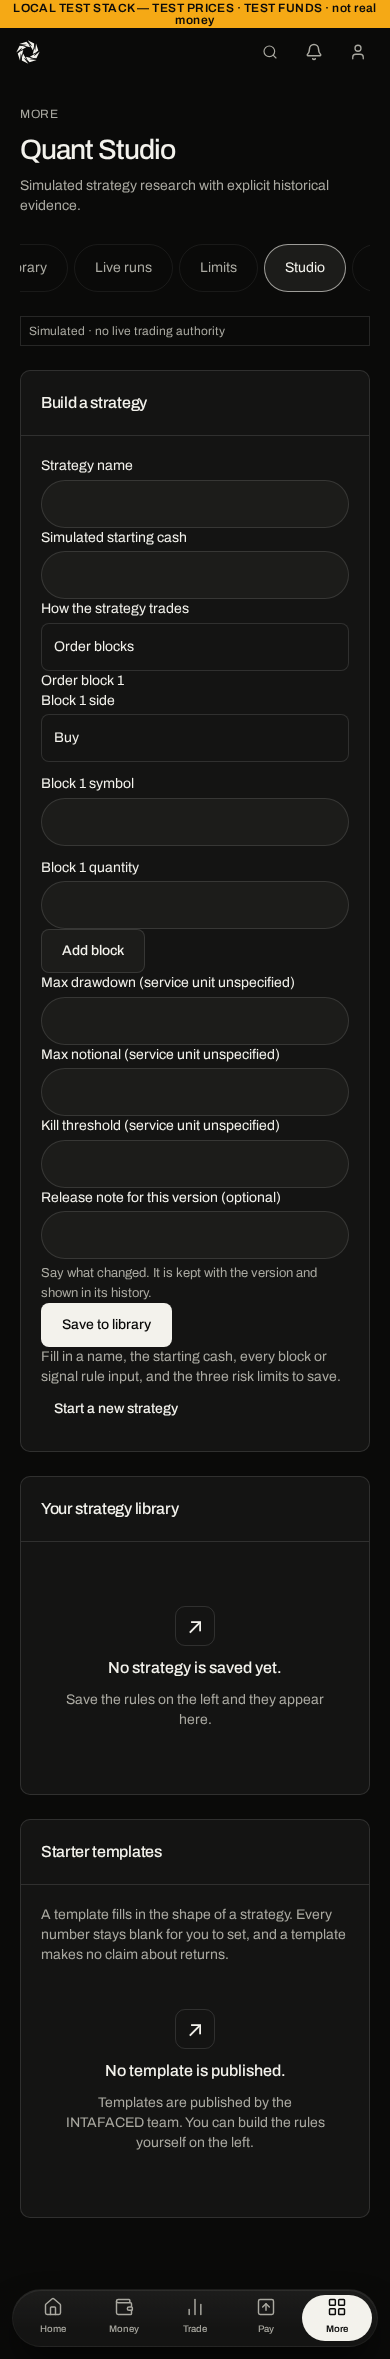 LOCAL TEST STACK — TEST PRICES · TEST FUNDS · not real
money
MORE
Quant Studio
Simulated strategy research with explicit historical
evidence.
rary
Live runs
Limits
Studio
Simulated · no live trading authority
Build a strategy
Strategy name
Simulated starting cash
How the strategy trades
Order blocks
Order block 1
Block 1 side
Buy
Block 1 symbol
Block 1 quantity
Add block
Max drawdown (service unit unspecified)
Max notional (service unit unspecified)
Kill threshold (service unit unspecified)
Release note for this version (optional)
Say what changed. It is kept with the version and
shown in its history.
Save to library
Fill in a name, the starting cash, every block or
signal rule input, and the three risk limits to save.
Start a new strategy
Your strategy library
No strategy is saved yet.
Save the rules on the left and they appear
here.
Starter templates
A template fills in the shape of a strategy. Every
number stays blank for you to set, and a template
makes no claim about returns.
No template is published.
Templates are published by the
INTAFACED team. You can build the rules
yourself on the left.
Home
Money
Trade
Pay
More